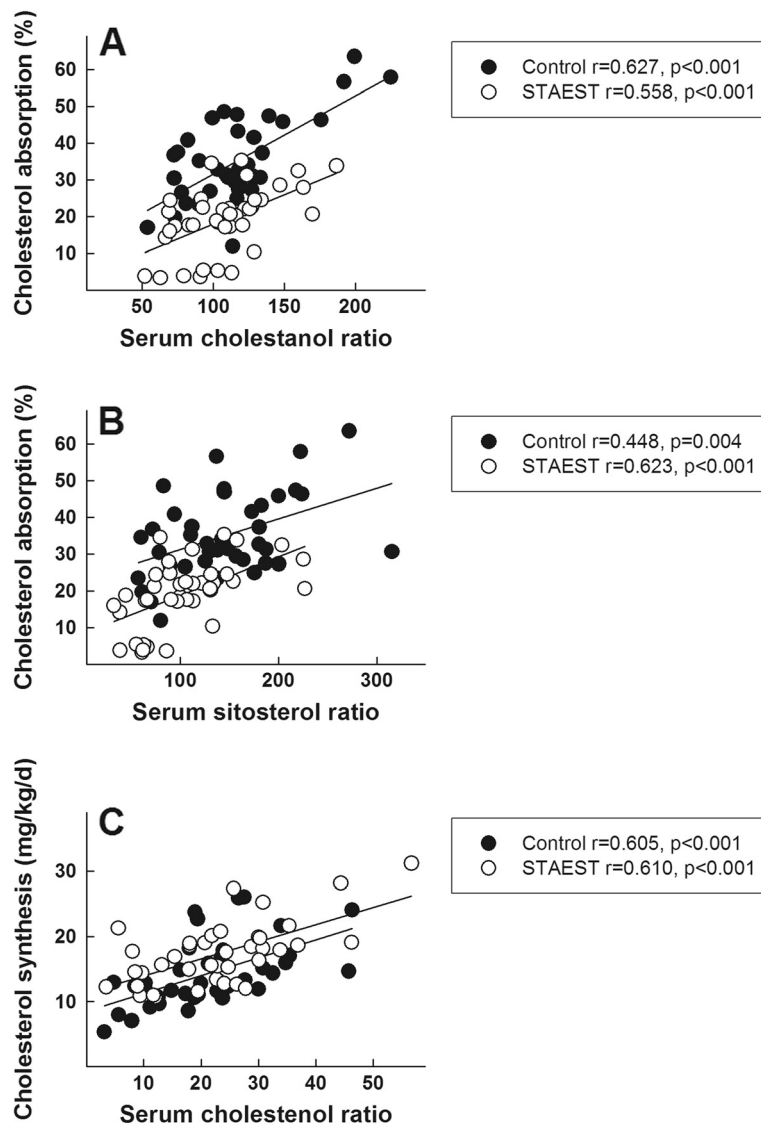 A
Cholesterol absorption (%)
60
50
40
30
20
10
50 100 150 200
Serum cholestanol ratio
Control r=0.627, p<0.001
STAEST r=0.558, p<0.001
B
Cholesterol absorption (%)
60
50
40
30
20
10
100 200 300
Serum sitosterol ratio
Control r=0.448, p=0.004
STAEST r=0.623, p<0.001
C
Cholesterol synthesis (mg/kg/d)
30
20
10
10 20 30 40 50
Serum cholestenol ratio
Control r=0.605, p<0.001
STAEST r=0.610, p<0.001